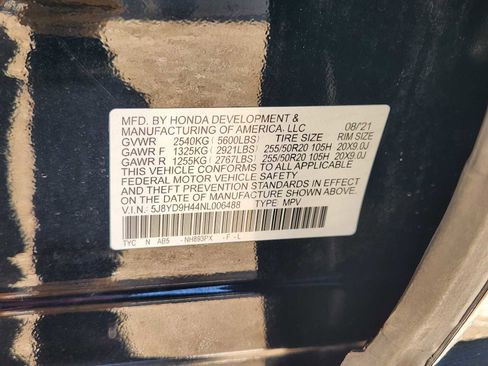 MFD. BY HONDA DEVELOPMENT & 08/'21
MANUFACTURING OF AMERICA, LLC
GVWR 2540KG (5600LBS) TIRE SIZE RIM SIZE
GAWR F 1325KG (2921LBS) 255/50R20 105H 20X9.0J
GAWR R 1255KG (2767LBS) 255/50R20 105H 20X9.0J
THIS VEHICLE CONFORMS TO ALL APPLICABLE
FEDERAL MOTOR VEHICLE SAFETY STANDARDS IN EFFECT
ON THE DATE OF MANUFACTURE SHOWN ABOVE.
V.I.N.: 5J8YD9H44NL006488 TYPE: MPV
TYC N AB5 -NH893PX -F -L